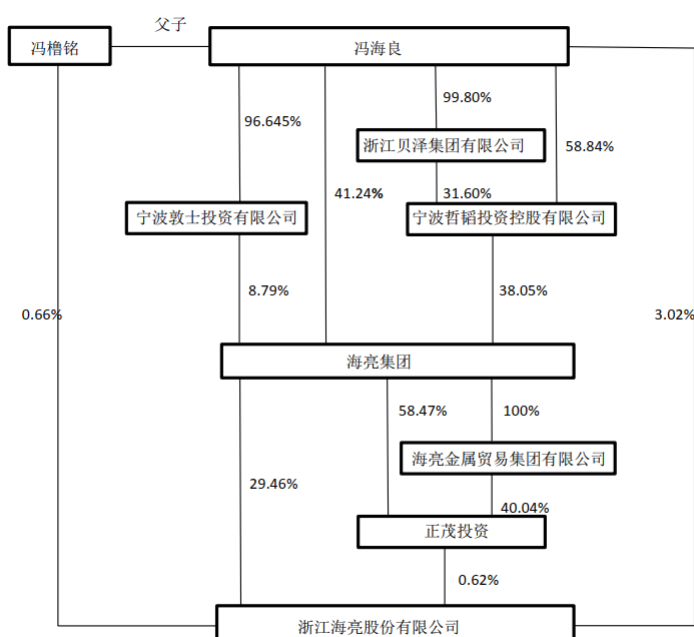 父子
冯橹铭
冯海良
99.80%
96.645%
浙江贝泽集团有限公司
58.84%
41.24%
31.60%
宁波敦士投资有限公司
宁波哲韬投资控股有限公司
8.79%
38.05%
0.66%
3.02%
海亮集团
58.47%
100%
海亮金属贸易集团有限公司
29.46%
40.04%
正茂投资
0.62%
浙江海亮股份有限公司